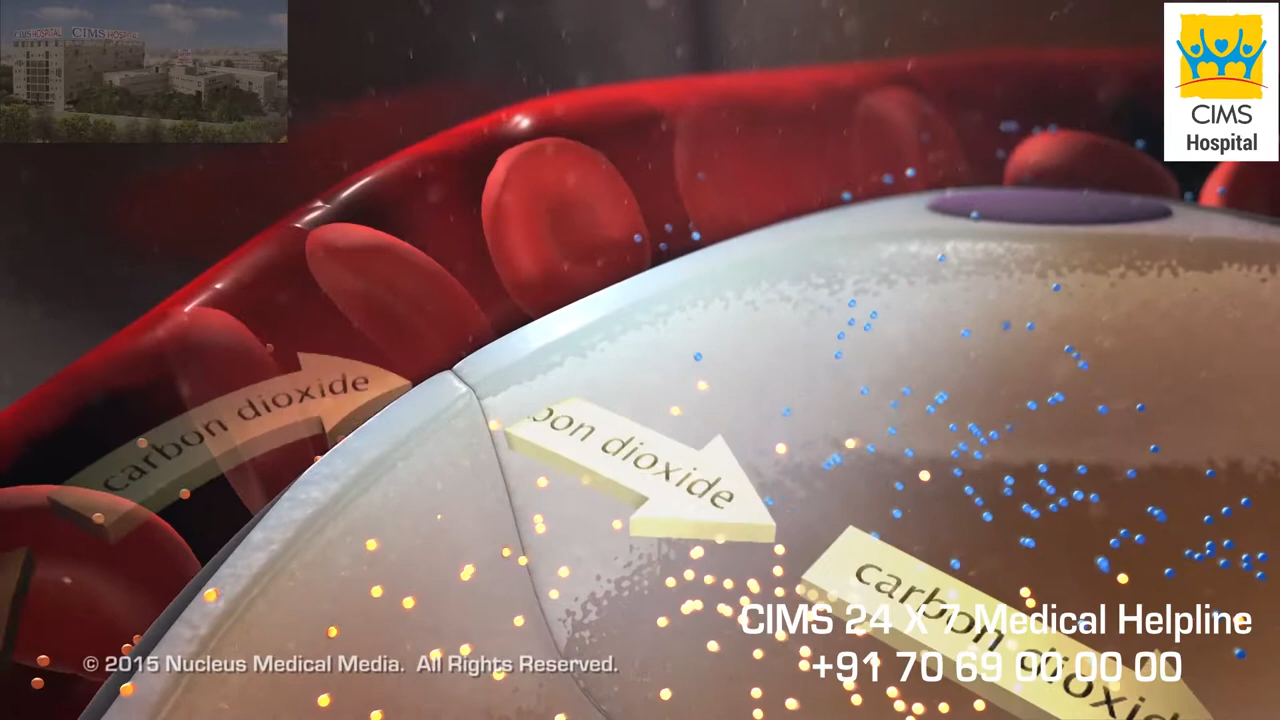 CIMS HOSPITAL CIMS HOSPITAL
CIMS
Hospital
carbon dioxide
bon dioxide
carbon dioxid
CIMS 24 X 7 Medical Helpline
+91 70 69 00 00 00
© 2015 Nucleus Medical Media. All Rights Reserved.